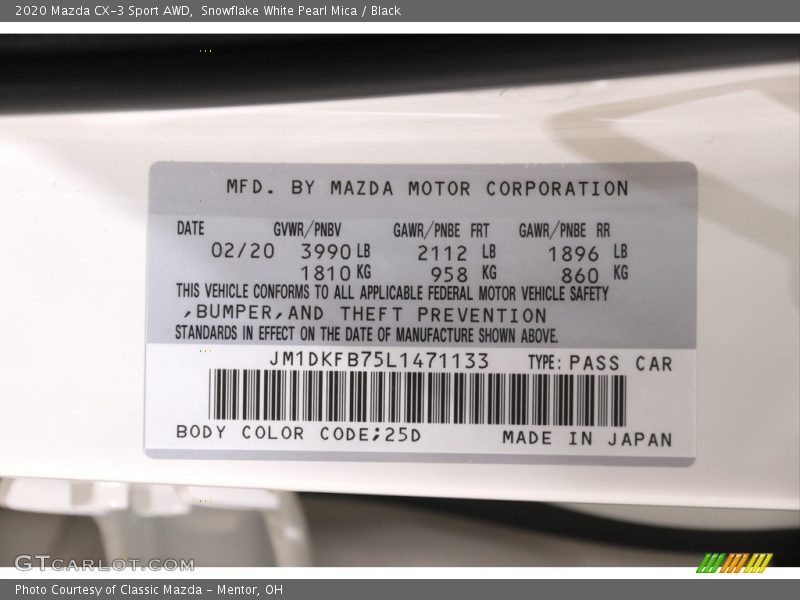 2020 Mazda CX-3 Sport AWD, Snowflake White Pearl Mica / Black
MFD. BY MAZDA MOTOR CORPORATION
DATE GVWR/PNBV GAWR/PNBE FRT GAWR/PNBE RR
02/20 3990 LB 2112 LB 1896 LB
1810 KG 958 KG 860 KG
THIS VEHICLE CONFORMS TO ALL APPLICABLE FEDERAL MOTOR VEHICLE SAFETY
,BUMPER,AND THEFT PREVENTION
STANDARDS IN EFFECT ON THE DATE OF MANUFACTURE SHOWN ABOVE.
JM1DKFB75L1471133 TYPE: PASS CAR
BODY COLOR CODE;25D MADE IN JAPAN
GTCARLOT.COM
Photo Courtesy of Classic Mazda - Mentor, OH